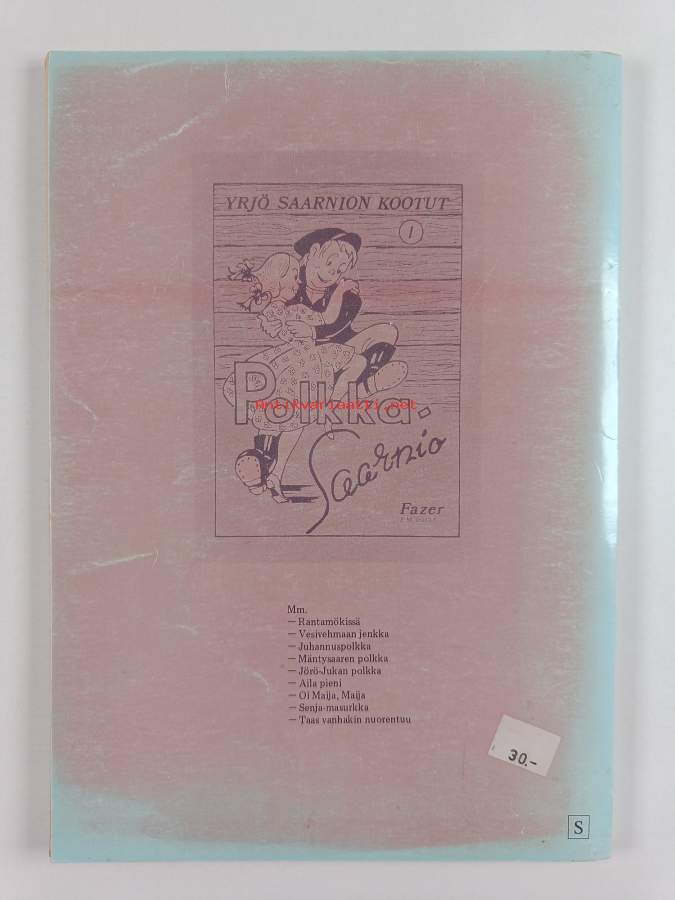 YRJÖ SAARNION KOOTUT
1
Polkka-
Antikvariaatti.net
Saarnio
Fazer
Mm.
— Rantamökissä
— Vesivehmaan jenkka
— Juhannuspolkka
— Mäntysaaren polkka
— Jörö-Jukan polkka
— Aila pieni
— Oi Maija, Maija
— Senja-masurkka
— Taas vanhakin nuorentuu
30.-
S